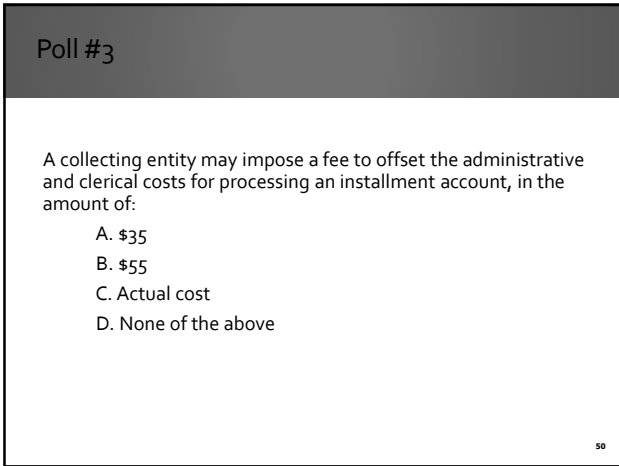 Poll #3
A collecting entity may impose a fee to offset the administrative
and clerical costs for processing an installment account, in the
amount of:
A. $35
B. $55
C. Actual cost
D. None of the above
50